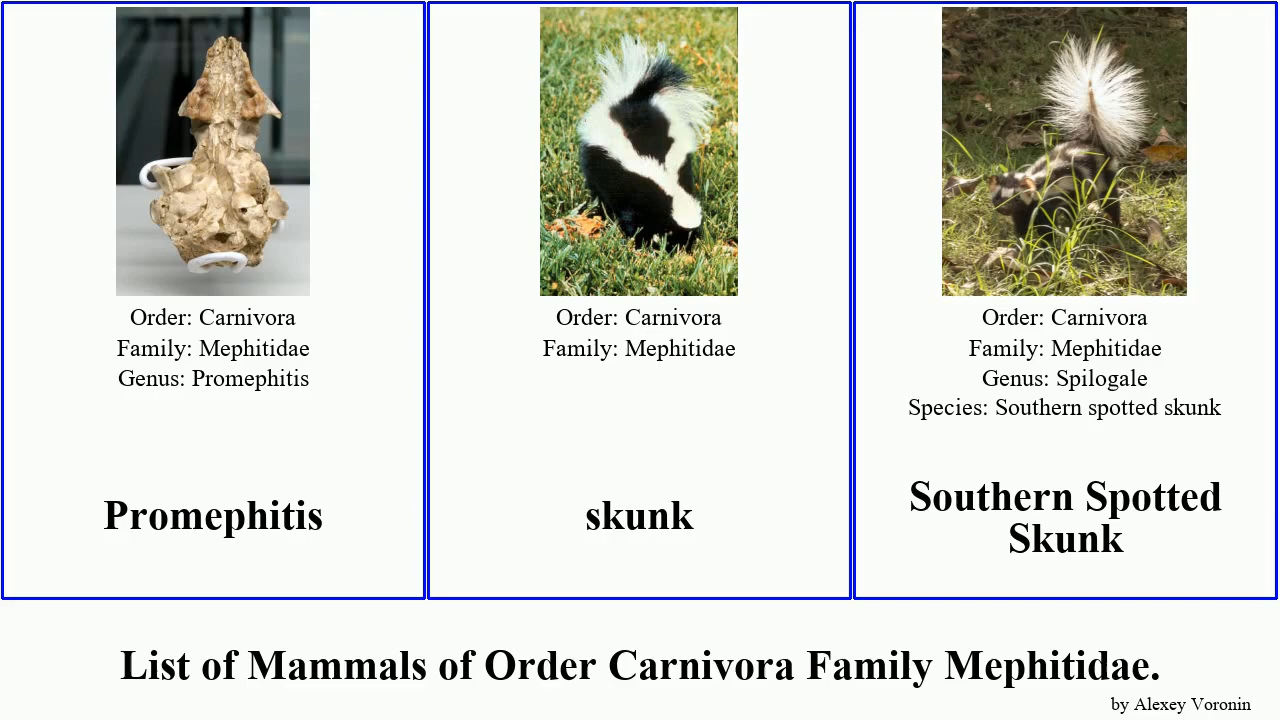 Order: Carnivora
Family: Mephitidae
Genus: Promephitis
Promephitis
Order: Carnivora
Family: Mephitidae
skunk
Order: Carnivora
Family: Mephitidae
Genus: Spilogale
Species: Southern spotted skunk
Southern Spotted
Skunk
List of Mammals of Order Carnivora Family Mephitidae.
by Alexey Voronin